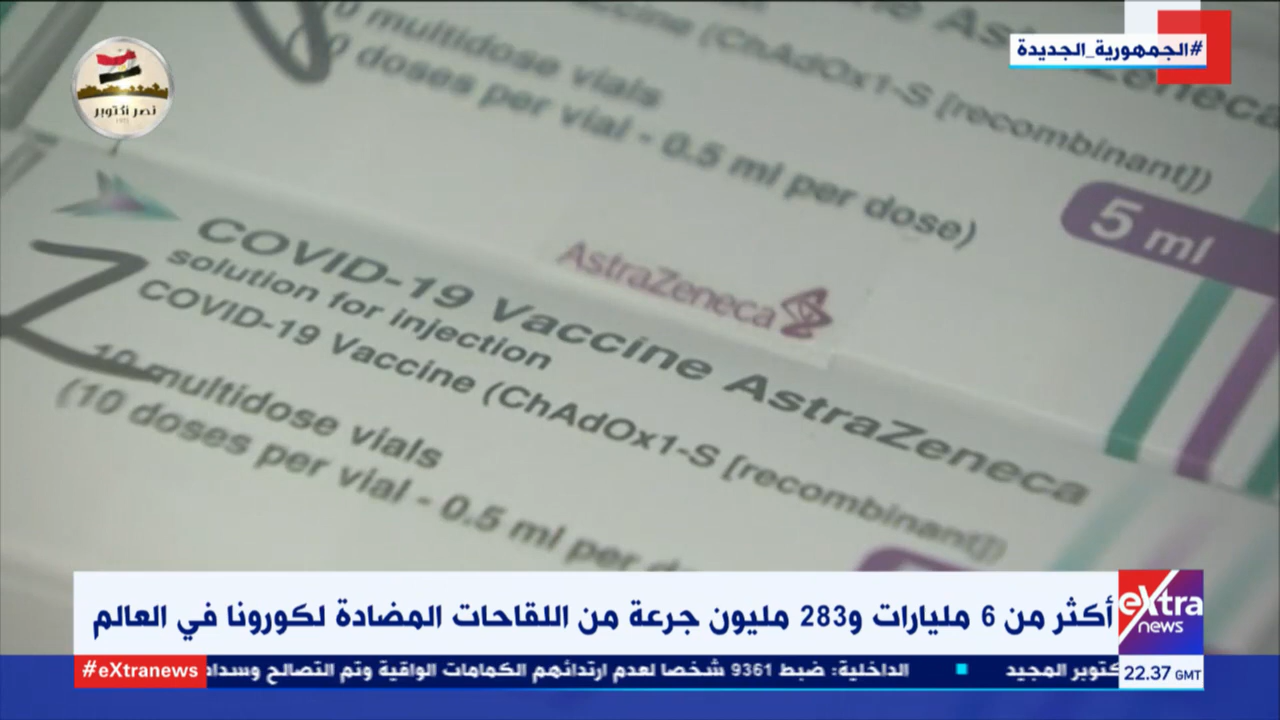 #الجمهورية_الجديدة
نصر أكتوبر
multidose vials
doses per vial - 0.5 ml per dose)
Vaccine (ChAdOx1-S [recombinant])
AstraZeneca
5 ml
AstraZeneca
COVID-19 Vaccine AstraZeneca
solution for injection
COVID-19 Vaccine (ChAdOx1-S [recombinant])
10 multidose vials
(10 doses per vial - 0.5 ml per
أكثر من 6 مليارات و283 مليون جرعة من اللقاحات المضادة لكورونا في العالم
eXtra
news
#eXtranews
كتوبر المجيد ■ الداخلية: ضبط 9361 شخصا لعدم ارتدائهم الكمامات الواقية وتم التصالح وسداد
22.37 GMT